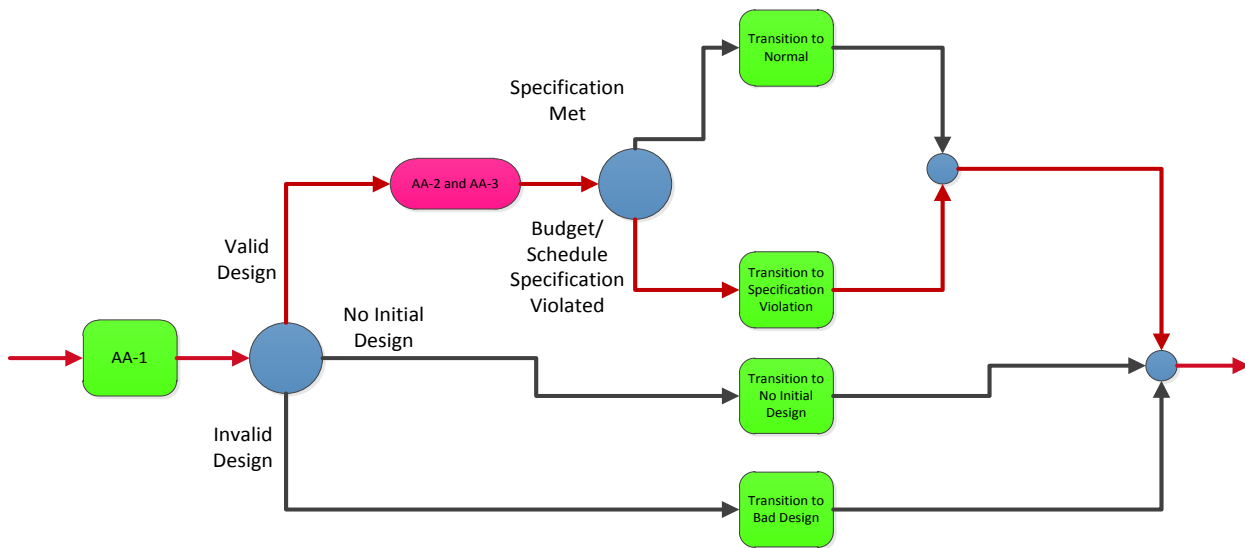 Transition to
Normal
Specification
Met
AA-2 and AA-3
Budget/
Schedule
Specification
Violated
Valid
Design
Transition to
Specification
Violation
No Initial
Design
AA-1
Transition to
No Initial
Design
Invalid
Design
Transition to
Bad Design